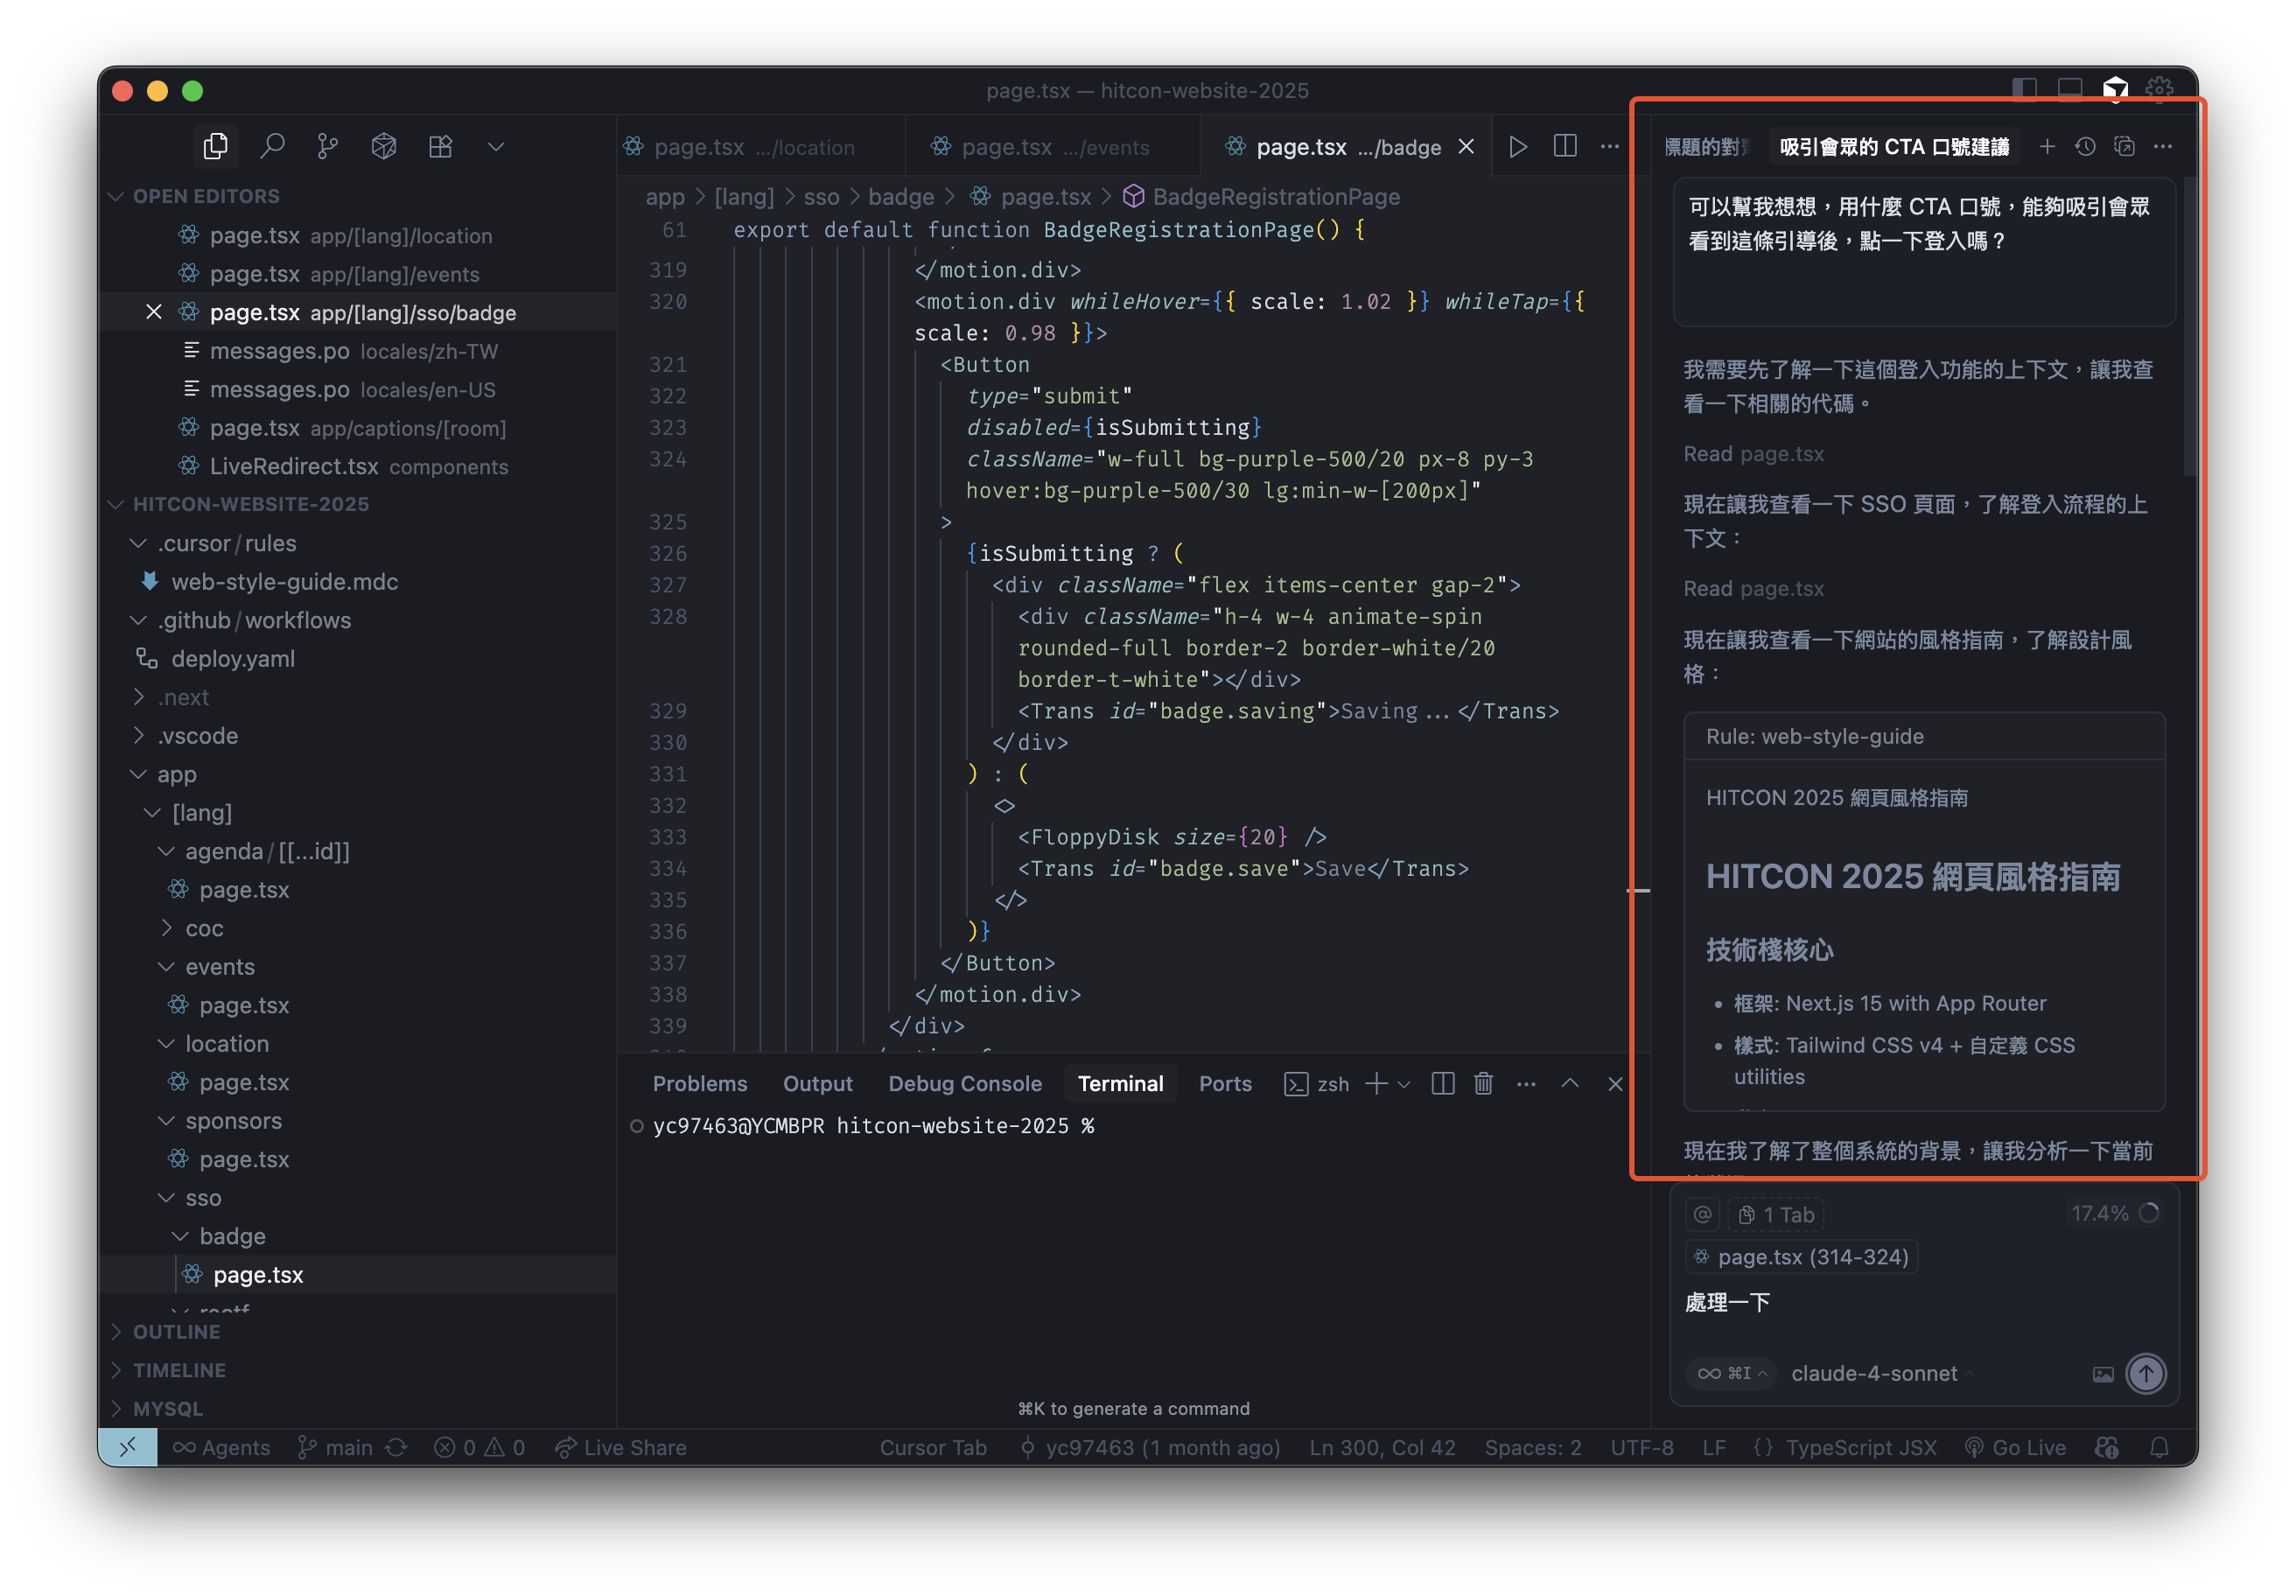 page.tsx — hitcon-website-2025
OPEN EDITORS
page.tsx app/[lang]/location
page.tsx app/[lang]/events
page.tsx app/[lang]/sso/badge
messages.po locales/zh-TW
messages.po locales/en-US
page.tsx app/captions/[room]
LiveRedirect.tsx components
HITCON-WEBSITE-2025
.cursor/rules
web-style-guide.mdc
.github/workflows
deploy.yaml
.next
.vscode
app
[lang]
agenda/[[...id]]
page.tsx
coc
events
page.tsx
location
page.tsx
sponsors
page.tsx
sso
badge
page.tsx
OUTLINE
TIMELINE
MYSQL
page.tsx .../location
page.tsx .../events
page.tsx .../badge
app > [lang] > sso > badge > page.tsx > BadgeRegistrationPage
61 export default function BadgeRegistrationPage() {
319 </motion.div>
320 <motion.div whileHover={{ scale: 1.02 }} whileTap={{
scale: 0.98 }}>
321 <Button
322 type="submit"
323 disabled={isSubmitting}
324 className="w-full bg-purple-500/20 px-8 py-3
hover:bg-purple-500/30 lg:min-w-[200px]"
325 >
326 {isSubmitting ? (
327 <div className="flex items-center gap-2">
328 <div className="h-4 w-4 animate-spin
rounded-full border-2 border-white/20
border-t-white"></div>
329 <Trans id="badge.saving">Saving...</Trans>
330 </div>
331 ) : (
332 <>
333 <FloppyDisk size={20} />
334 <Trans id="badge.save">Save</Trans>
335 </>
336 )}
337 </Button>
338 </motion.div>
339 </div>
Problems Output Debug Console Terminal Ports zsh
yc97463@YCMBPR hitcon-website-2025 %
⌘K to generate a command
標題的對 吸引會眾的 CTA 口號建議
可以幫我想想，用什麼 CTA 口號，能夠吸引會眾
看到這條引導後，點一下登入嗎？
我需要先了解一下這個登入功能的上下文，讓我查
看一下相關的代碼。
Read page.tsx
現在讓我查看一下 SSO 頁面，了解登入流程的上
下文：
Read page.tsx
現在讓我查看一下網站的風格指南，了解設計風
格：
Rule: web-style-guide
HITCON 2025 網頁風格指南
HITCON 2025 網頁風格指南
技術棧核心
• 框架: Next.js 15 with App Router
• 樣式: Tailwind CSS v4 + 自定義 CSS
utilities
現在我了解了整個系統的背景，讓我分析一下當前
@ 1 Tab 17.4%
page.tsx (314-324)
處理一下
∞ ⌘I claude-4-sonnet
Agents main 0 0 Live Share Cursor Tab yc97463 (1 month ago) Ln 300, Col 42 Spaces: 2 UTF-8 LF {} TypeScript JSX Go Live